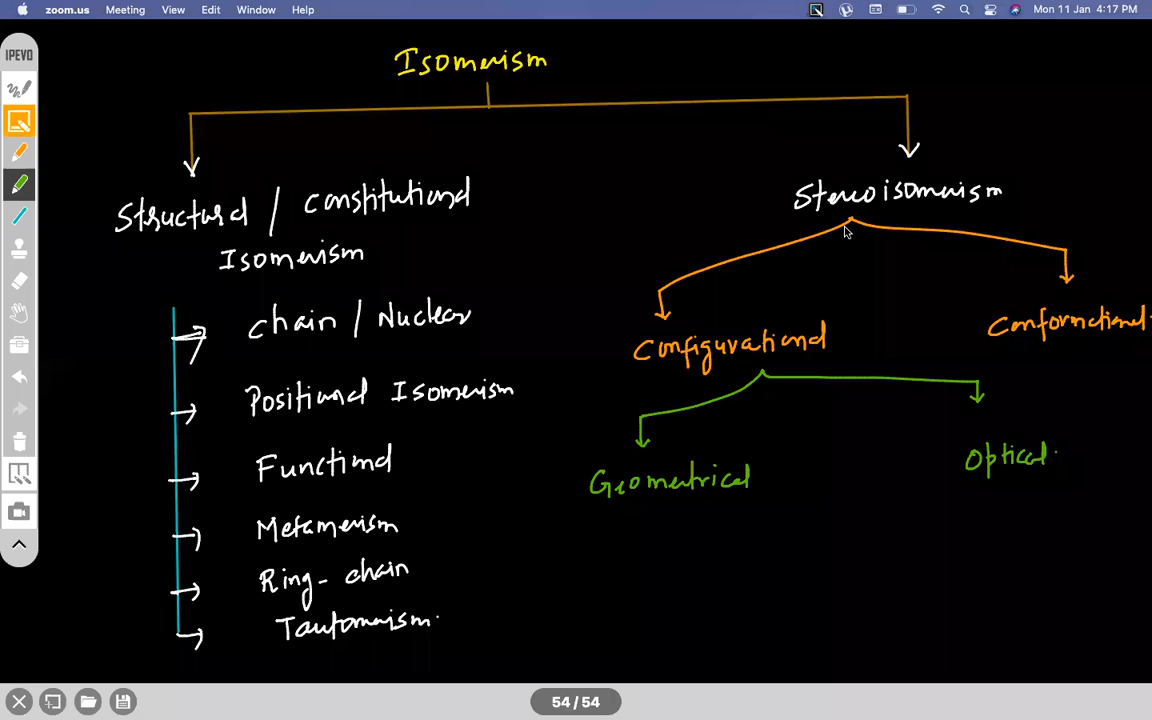 zoom.us Meeting View Edit Window Help Mon 11 Jan 4:17 PM
IPEVO
Isomerism
Structural / Constitutional
Isomerism
Chain / Nuclear
Positional Isomerism
Functional
Metamerism
Ring-chain
Tautomerism.
Stereoisomerism
Configurational
Conformational.
Geometrical
Optical.
54 / 54